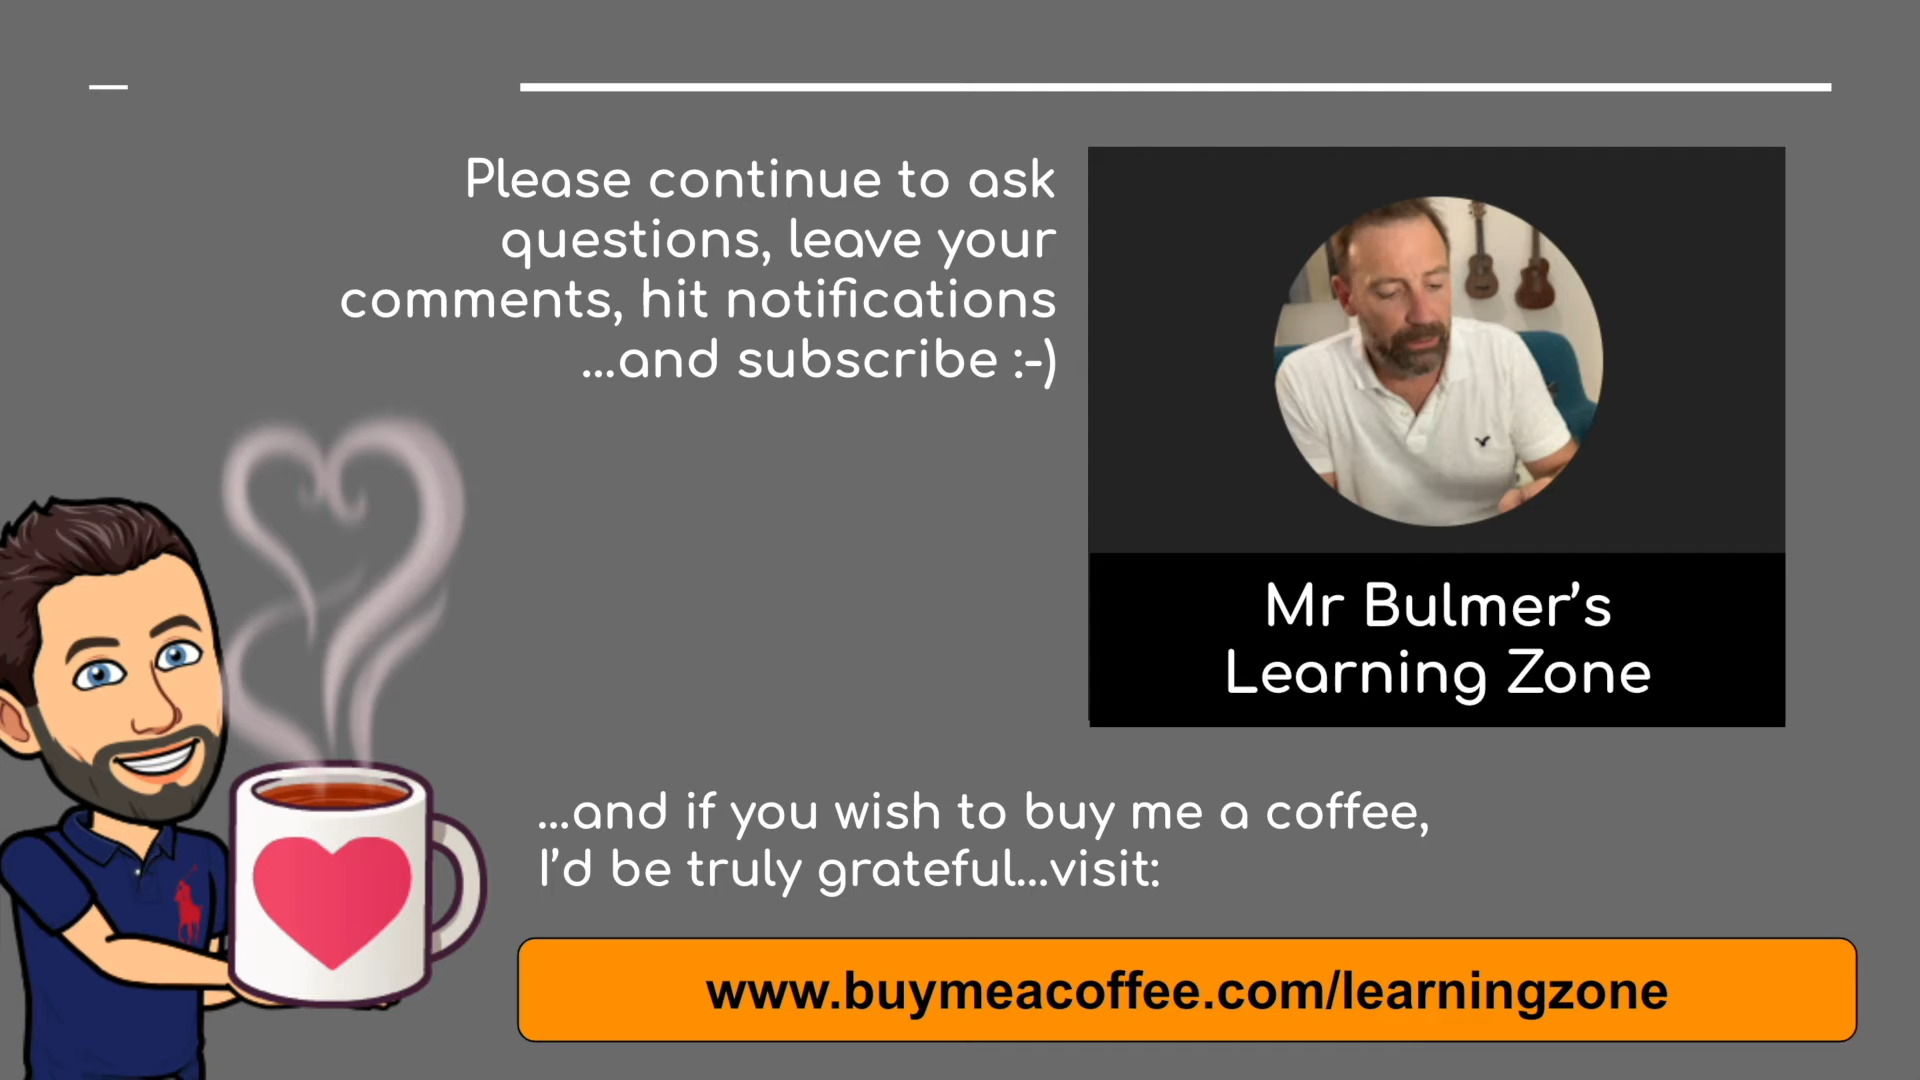 Please continue to ask
questions, leave your
comments, hit notifications
...and subscribe :-)
Mr Bulmer’s
Learning Zone
...and if you wish to buy me a coffee,
I’d be truly grateful...visit:
www.buymeacoffee.com/learningzone